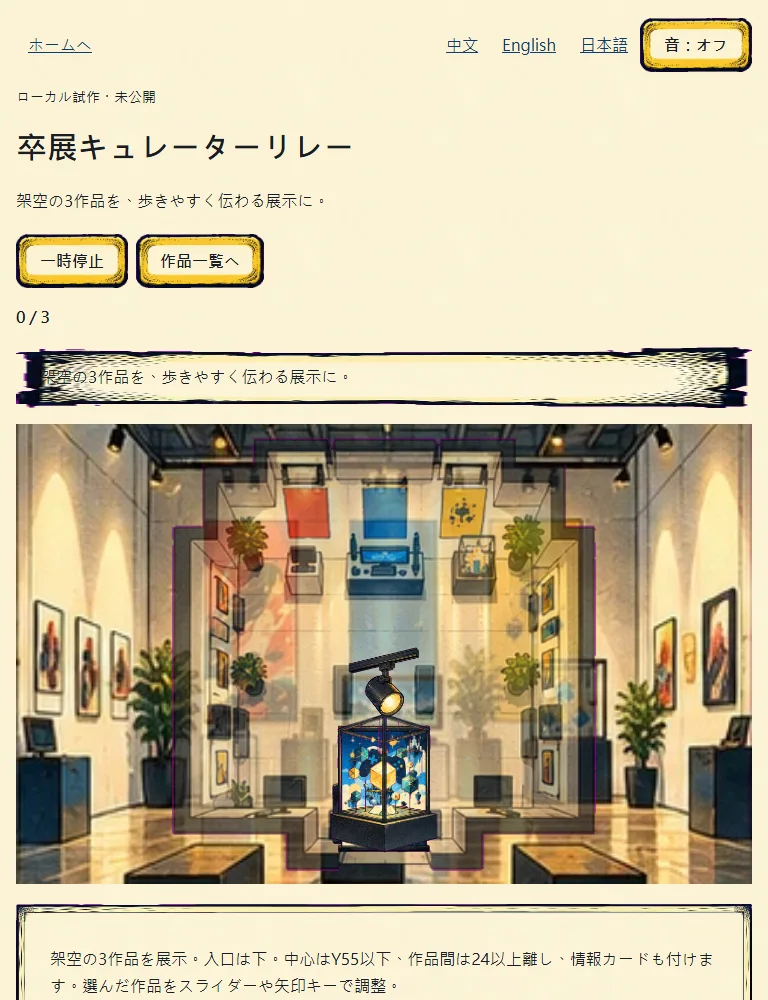 ホームへ
中文 English 日本語 音：オフ
ローカル試作・未公開
卒展キュレーターリレー
架空の3作品を、歩きやすく伝わる展示に。
一時停止 作品一覧へ
0 / 3
架空の3作品を、歩きやすく伝わる展示に。
架空の3作品を展示。入口は下。中心はY55以下、作品間は24以上離し、情報カードも付けま
す。選んだ作品をスライダーや矢印キーで調整。